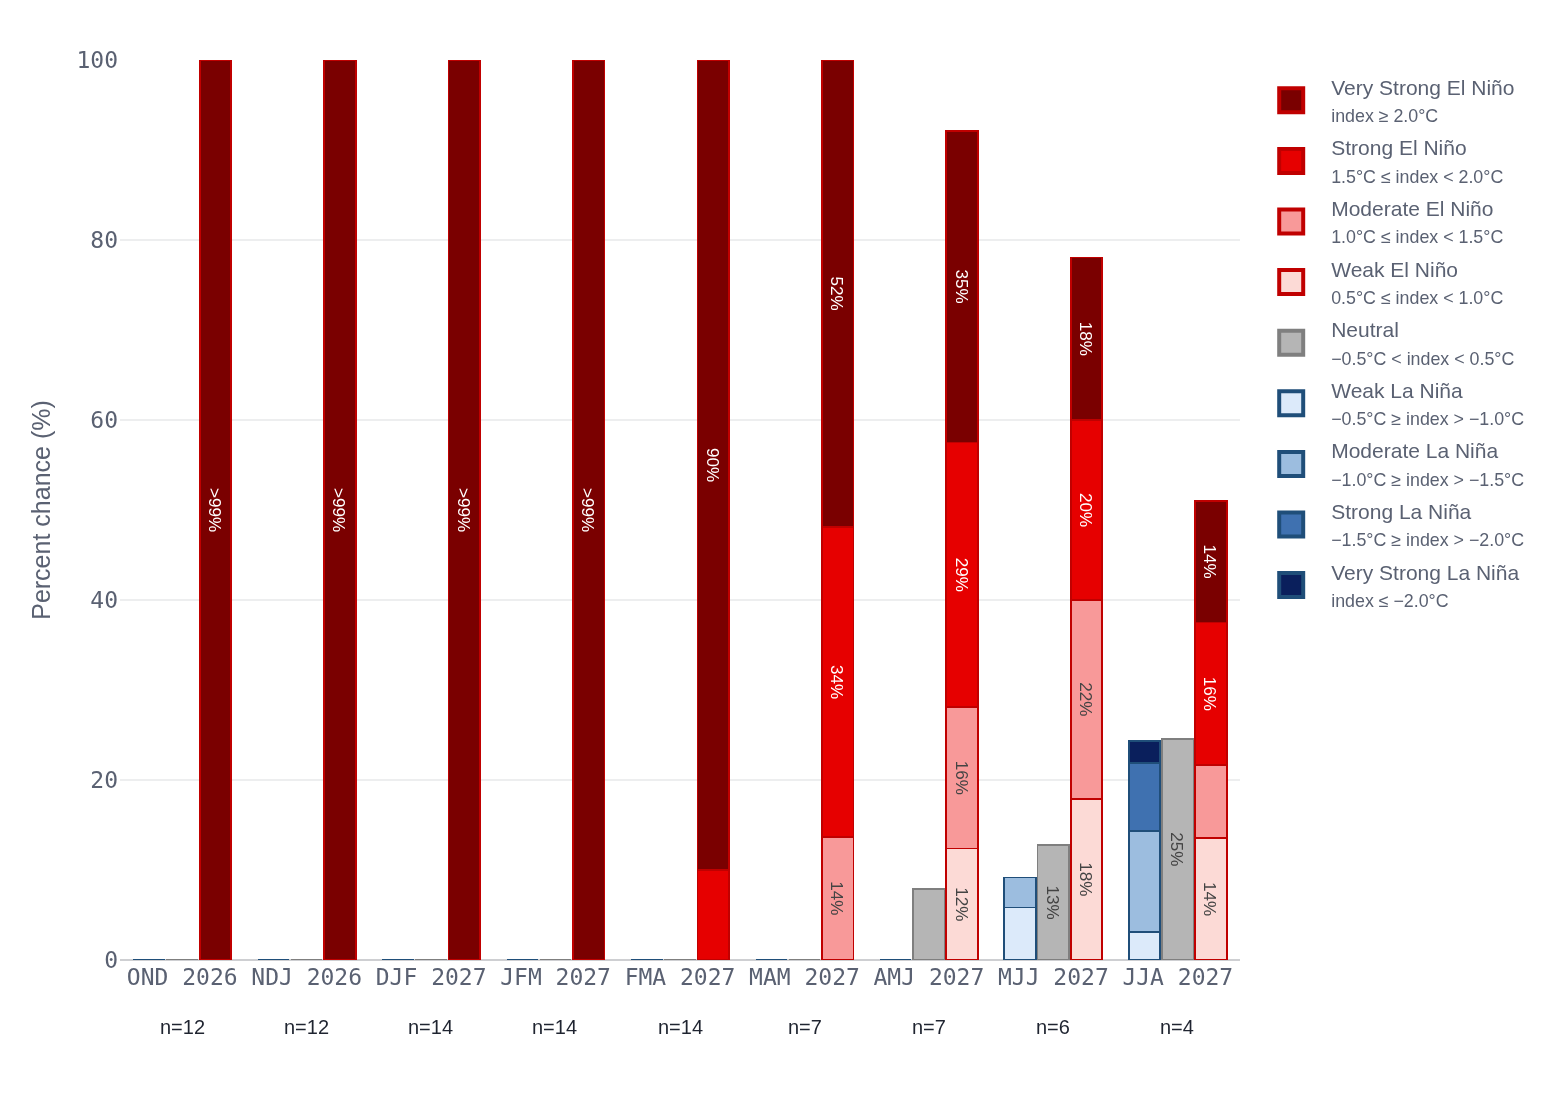 100
80
60
40
20
0
Percent chance (%)
>99%
>99%
>99%
>99%
90%
52%
34%
14%
35%
29%
16%
12%
13%
18%
20%
22%
18%
25%
14%
16%
14%
OND 2026 NDJ 2026 DJF 2027 JFM 2027 FMA 2027 MAM 2027 AMJ 2027 MJJ 2027 JJA 2027
n=12 n=12 n=14 n=14 n=14 n=7 n=7 n=6 n=4
Very Strong El Niño
index ≥ 2.0°C
Strong El Niño
1.5°C ≤ index < 2.0°C
Moderate El Niño
1.0°C ≤ index < 1.5°C
Weak El Niño
0.5°C ≤ index < 1.0°C
Neutral
−0.5°C < index < 0.5°C
Weak La Niña
−0.5°C ≥ index > −1.0°C
Moderate La Niña
−1.0°C ≥ index > −1.5°C
Strong La Niña
−1.5°C ≥ index > −2.0°C
Very Strong La Niña
index ≤ −2.0°C